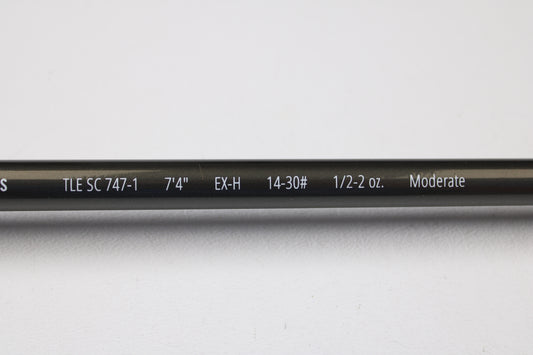 S TLE SC 747-1 7'4" EX-H 14-30# 1/2-2 oz. Moderate